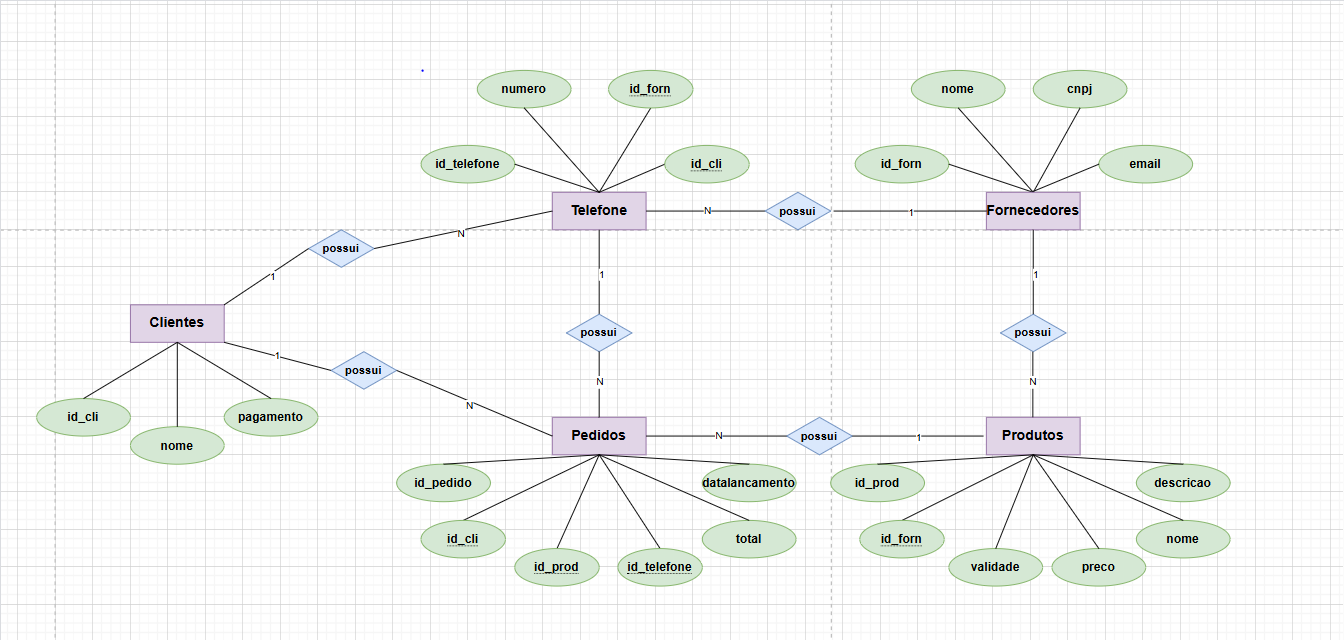 numero
id_forn
nome
cnpj
id_telefone
id_cli
id_forn
email
Telefone
N
possui
1
Fornecedores
possui
N
1
1
1
Clientes
possui
possui
1
possui
N
N
id_cli
nome
pagamento
N
Pedidos
N
possui
1
Produtos
id_pedido
datalancamento
id_prod
descricao
id_cli
total
id_forn
nome
id_prod
id_telefone
validade
preco